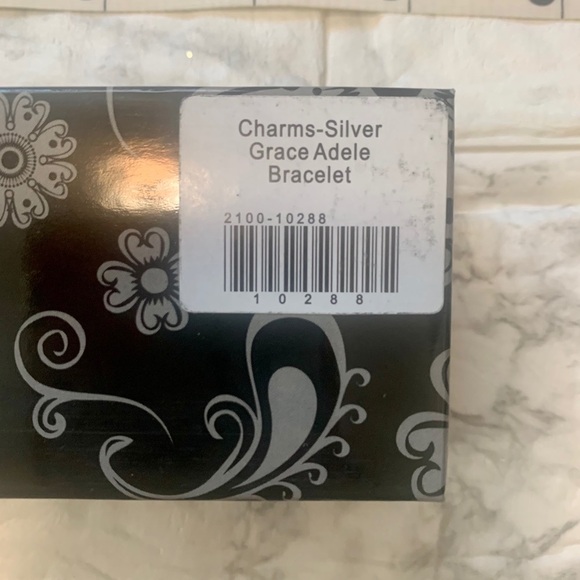 Charms-Silver
Grace Adele
Bracelet
2100-10288
10288